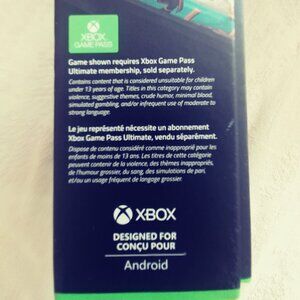 XBOX
GAME PASS
Game shown requires Xbox Game Pass
Ultimate membership, sold separately.
Contains content that is considered unsuitable for children
under 13 years of age. Titles in this category may contain
violence, suggestive themes, crude humor, minimal blood,
simulated gambling, and/or infrequent use of moderate to
strong language.
Le jeu représenté nécessite un abonnement
Xbox Game Pass Ultimate, vendu séparément.
Dispose de contenu considéré comme inapproprié pour les
enfants de moins de 13 ans. Les titres de cette catégorie
peuvent contenir de la violence, des thèmes inappropriés,
de l'humour grossier, du sang, des simulations de pari,
et/ou un usage fréquent de langage grossier.
XBOX
DESIGNED FOR
CONÇU POUR
Android